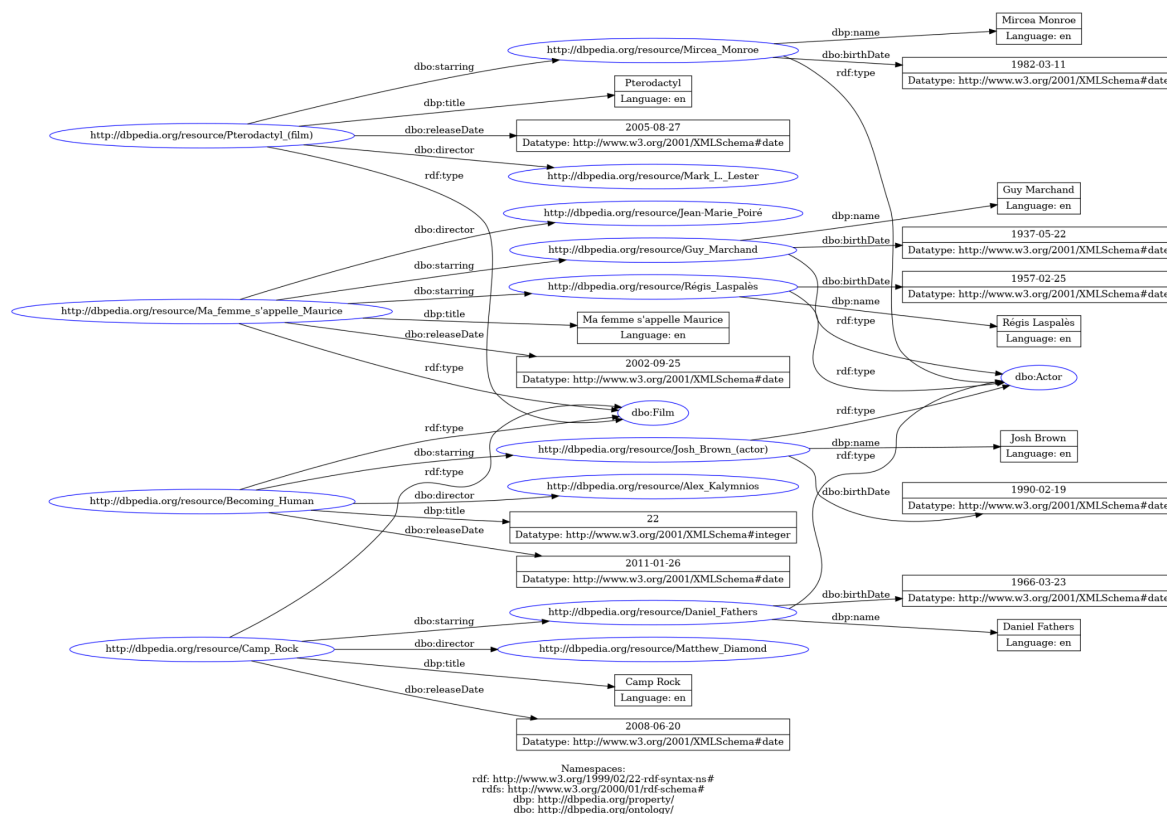 Mircea Monroe
Language: en
dbp:name
http://dbpedia.org/resource/Mircea_Monroe
dbo:birthDate
1982-03-11
Datatype: http://www.w3.org/2001/XMLSchema#date
rdf:type
dbo:starring
Pterodactyl
Language: en
dbp:title
http://dbpedia.org/resource/Pterodactyl_(film)
dbo:releaseDate
2005-08-27
Datatype: http://www.w3.org/2001/XMLSchema#date
dbo:director
http://dbpedia.org/resource/Mark_L._Lester
rdf:type
http://dbpedia.org/resource/Jean-Marie_Poiré
dbo:director
Guy Marchand
Language: en
dbp:name
http://dbpedia.org/resource/Guy_Marchand
dbo:birthDate
1937-05-22
Datatype: http://www.w3.org/2001/XMLSchema#date
dbo:starring
dbo:starring
http://dbpedia.org/resource/Régis_Laspalès
dbo:birthDate
1957-02-25
Datatype: http://www.w3.org/2001/XMLSchema#date
dbp:name
Régis Laspalès
Language: en
http://dbpedia.org/resource/Ma_femme_s'appelle_Maurice
dbp:title
Ma femme s'appelle Maurice
Language: en
dbo:releaseDate
2002-09-25
Datatype: http://www.w3.org/2001/XMLSchema#date
rdf:type
rdf:type
rdf:type
dbo:Actor
dbo:Film
rdf:type
rdf:type
dbo:starring
http://dbpedia.org/resource/Josh_Brown_(actor)
dbp:name
Josh Brown
Language: en
rdf:type
rdf:type
dbo:birthDate
1990-02-19
Datatype: http://www.w3.org/2001/XMLSchema#date
http://dbpedia.org/resource/Becoming_Human
dbo:director
http://dbpedia.org/resource/Alex_Kalymnios
dbp:title
22
Datatype: http://www.w3.org/2001/XMLSchema#integer
dbo:releaseDate
2011-01-26
Datatype: http://www.w3.org/2001/XMLSchema#date
dbo:starring
http://dbpedia.org/resource/Daniel_Fathers
dbo:birthDate
1966-03-23
Datatype: http://www.w3.org/2001/XMLSchema#date
dbp:name
Daniel Fathers
Language: en
http://dbpedia.org/resource/Camp_Rock
dbo:director
http://dbpedia.org/resource/Matthew_Diamond
dbp:title
Camp Rock
Language: en
dbo:releaseDate
2008-06-20
Datatype: http://www.w3.org/2001/XMLSchema#date
Namespaces:
rdf: http://www.w3.org/1999/02/22-rdf-syntax-ns#
rdfs: http://www.w3.org/2000/01/rdf-schema#
dbp: http://dbpedia.org/property/
dbo: http://dbpedia.org/ontology/